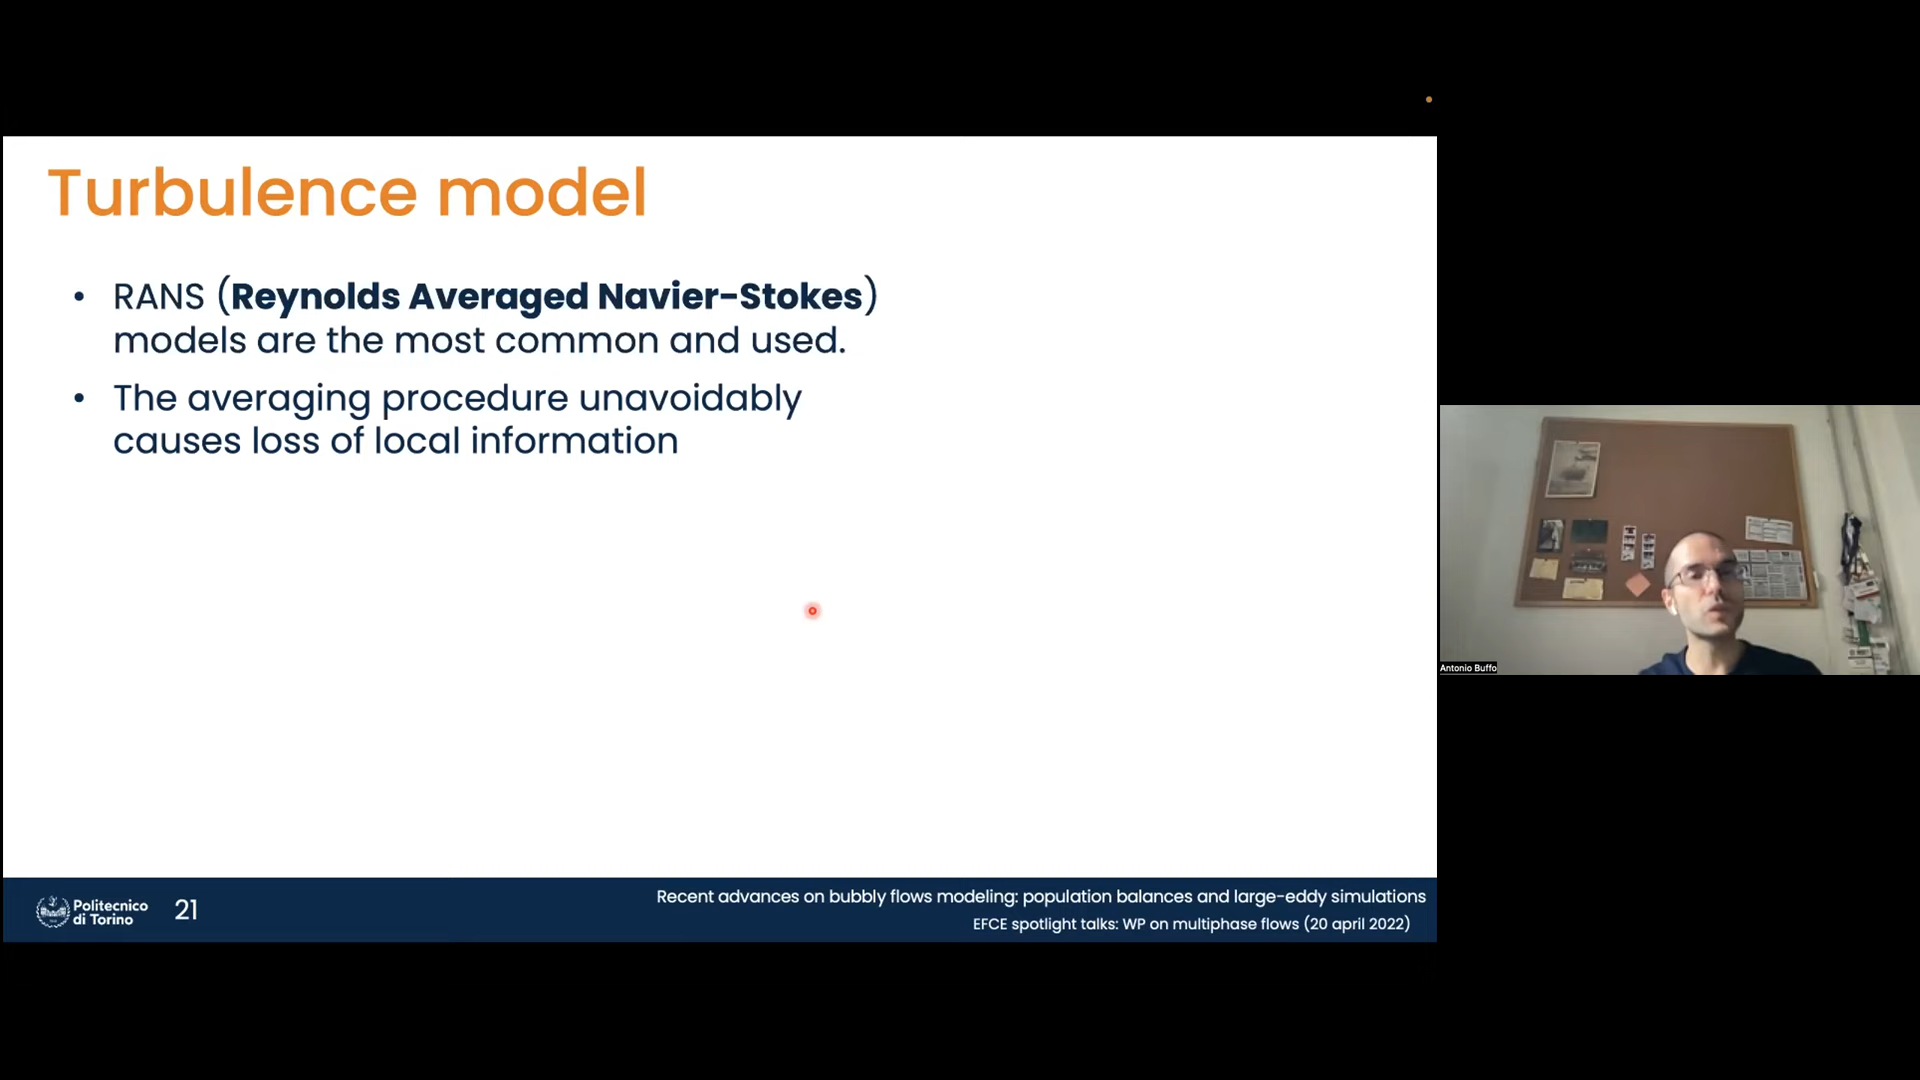 Turbulence model
• RANS (Reynolds Averaged Navier-Stokes)
models are the most common and used.
• The averaging procedure unavoidably
causes loss of local information
Antonio Buffo
Politecnico
di Torino
21
Recent advances on bubbly flows modeling: population balances and large-eddy simulations
EFCE spotlight talks: WP on multiphase flows (20 april 2022)